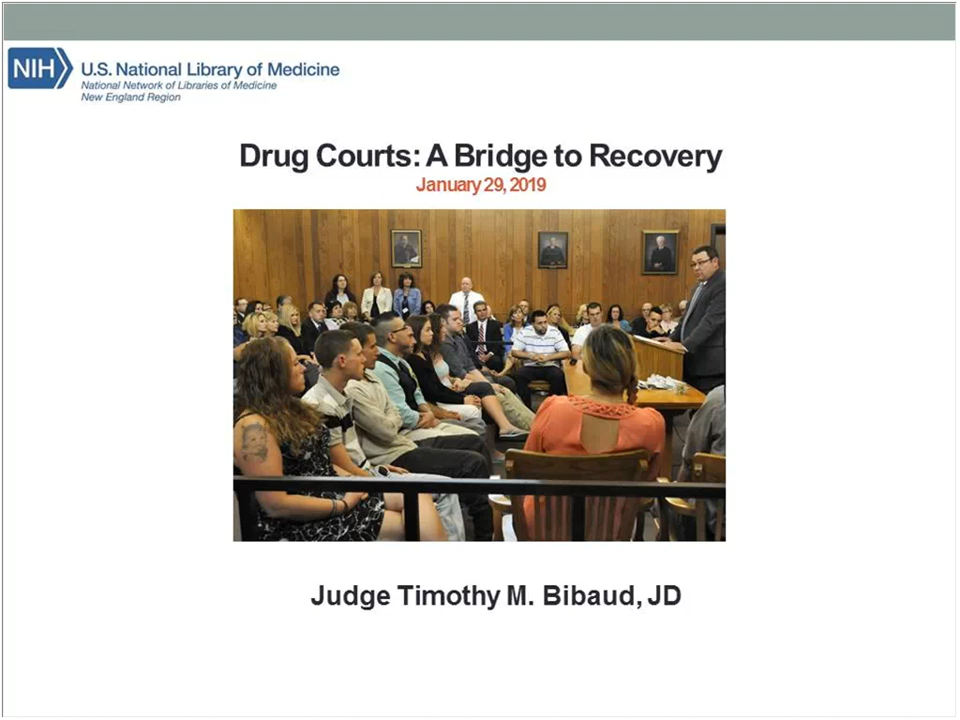 NIH
U.S. National Library of Medicine
National Network of Libraries of Medicine
New England Region
Drug Courts: A Bridge to Recovery
January 29, 2019
Judge Timothy M. Bibaud, JD